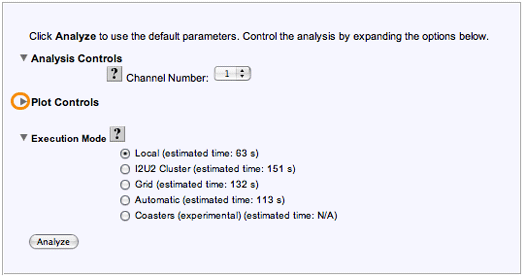 Click Analyze to use the default parameters. Control the analysis by expanding the options below.
Analysis Controls
? Channel Number: 1
Plot Controls
Execution Mode ?
Local (estimated time: 63 s)
I2U2 Cluster (estimated time: 151 s)
Grid (estimated time: 132 s)
Automatic (estimated time: 113 s)
Coasters (experimental) (estimated time: N/A)
Analyze